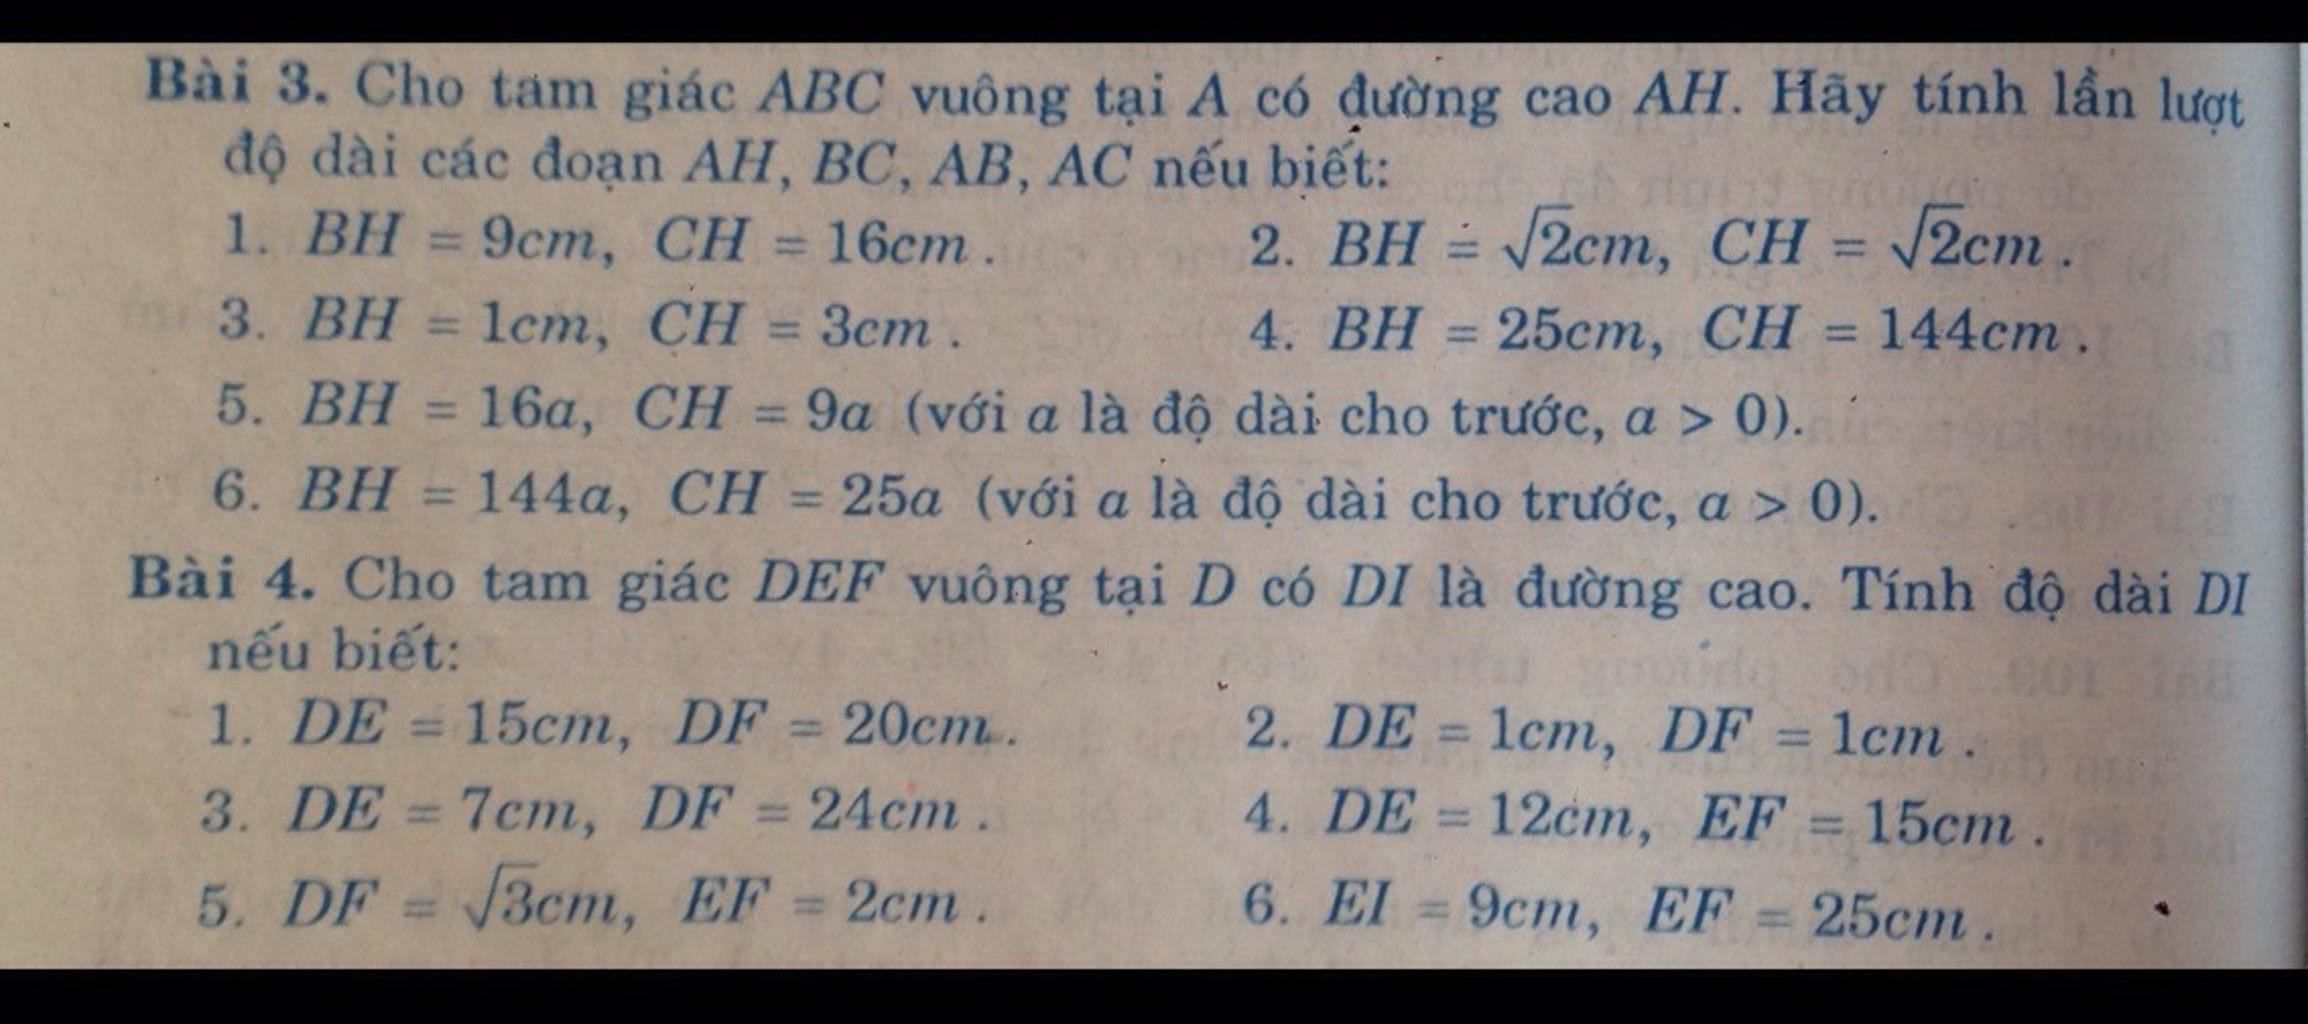 Bài 3. Cho tam giác ABC vuông tại A có đường cao AH. Hãy tính lần lượt
độ dài các đoạn AH, BC, AB, AC nếu biết:
1. BH = 9cm, CH = 16cm. 2. BH = √2cm, CH = √2cm.
3. BH = 1cm, CH = 3cm. 4. BH = 25cm, CH = 144cm.
5. BH = 16a, CH = 9a (với a là độ dài cho trước, a > 0).
6. BH = 144a, CH = 25a (với a là độ dài cho trước, a > 0).
Bài 4. Cho tam giác DEF vuông tại D có DI là đường cao. Tính độ dài DI
nếu biết:
1. DE = 15cm, DF = 20cm. 2. DE = 1cm, DF = 1cm.
3. DE = 7cm, DF = 24cm. 4. DE = 12cm, EF = 15cm.
5. DF = √3cm, EF = 2cm. 6. EI = 9cm, EF = 25cm.